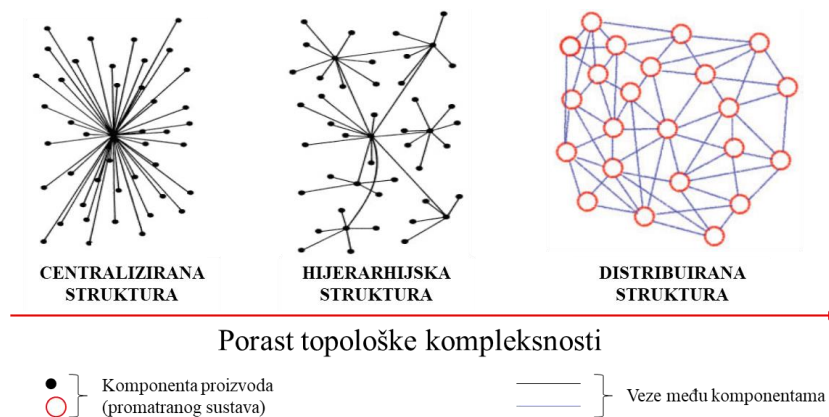 CENTRALIZIRANA
STRUKTURA
HIJERARHIJSKA
STRUKTURA
DISTRIBUIRANA
STRUKTURA
Porast topološke kompleksnosti
Komponenta proizvoda
(promatranog sustava)
Veze među komponentama